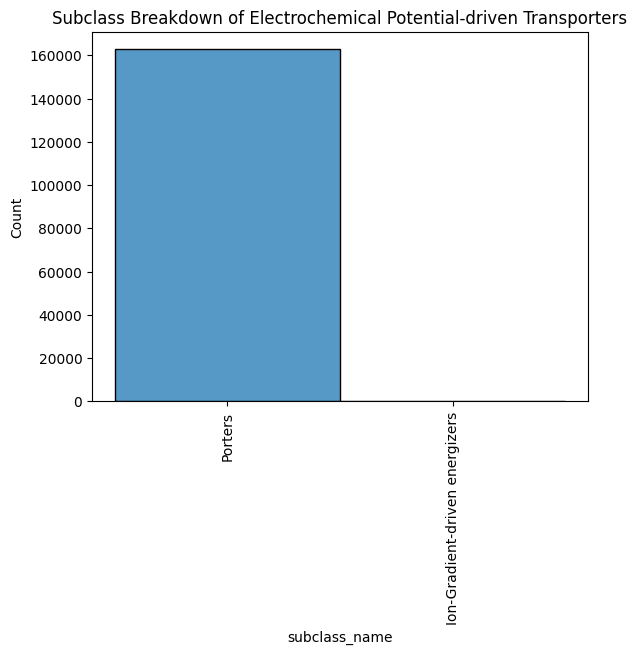 Subclass Breakdown of Electrochemical Potential-driven Transporters
160000
140000
120000
100000
80000
60000
40000
20000
0
Count
Porters
Ion-Gradient-driven energizers
subclass_name